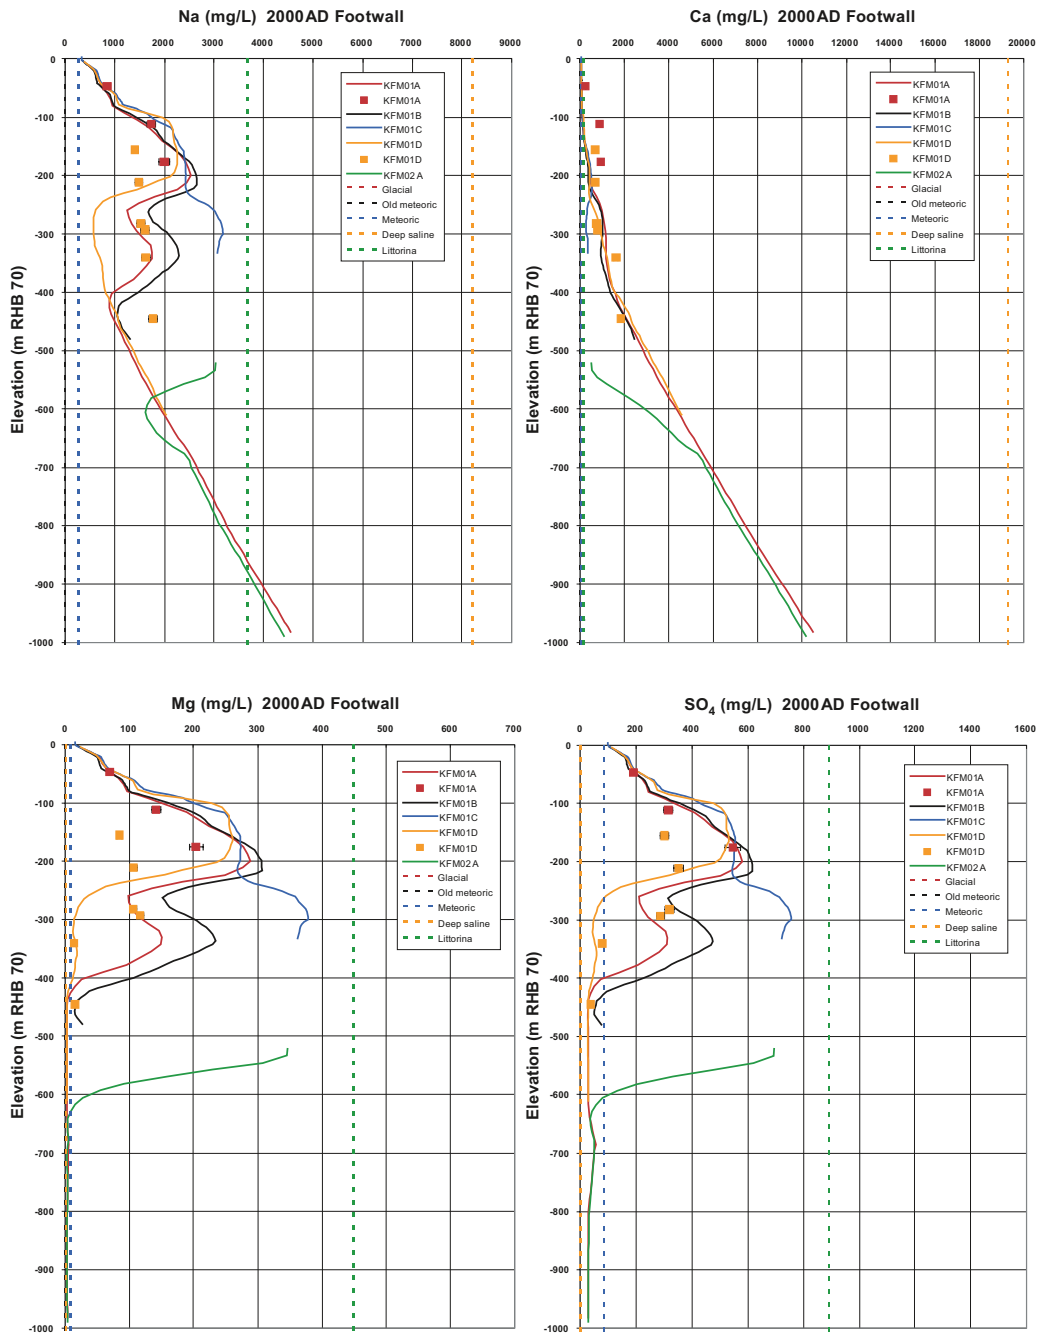 Na (mg/L)  2000AD Footwall
0 1000 2000 3000 4000 5000 6000 7000 8000 9000
0
-100
-200
-300
-400
-500
-600
-700
-800
-900
-1000
Elevation (m RHB 70)
KFM01A
KFM01A
KFM01B
KFM01C
KFM01D
KFM01D
KFM02A
Glacial
Old meteoric
Meteoric
Deep saline
Littorina
Ca (mg/L)  2000AD Footwall
0 2000 4000 6000 8000 10000 12000 14000 16000 18000 20000
0
-100
-200
-300
-400
-500
-600
-700
-800
-900
-1000
Elevation (m RHB 70)
KFM01A
KFM01A
KFM01B
KFM01C
KFM01D
KFM01D
KFM02A
Glacial
Old meteoric
Meteoric
Deep saline
Littorina
Mg (mg/L)  2000AD Footwall
0 100 200 300 400 500 600 700
0
-100
-200
-300
-400
-500
-600
-700
-800
-900
-1000
Elevation (m RHB 70)
KFM01A
KFM01A
KFM01B
KFM01C
KFM01D
KFM01D
KFM02A
Glacial
Old meteoric
Meteoric
Deep saline
Littorina
SO₄ (mg/L)  2000AD Footwall
0 200 400 600 800 1000 1200 1400 1600
0
-100
-200
-300
-400
-500
-600
-700
-800
-900
-1000
Elevation (m RHB 70)
KFM01A
KFM01A
KFM01B
KFM01C
KFM01D
KFM01D
KFM02A
Glacial
Old meteoric
Meteoric
Deep saline
Littorina